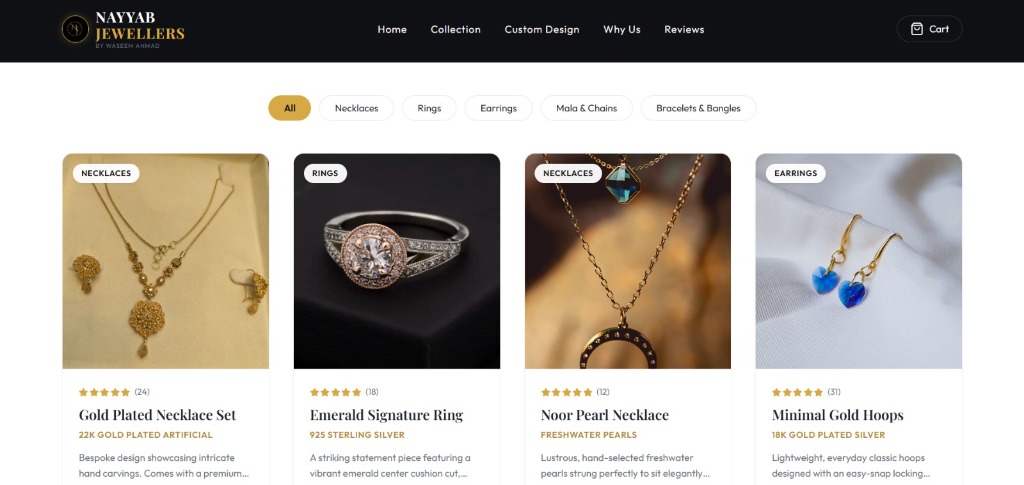 NAYYAB
JEWELLERS
BY WASEEM AHMAD
Home Collection Custom Design Why Us Reviews
Cart
All Necklaces Rings Earrings Mala & Chains Bracelets & Bangles
NECKLACES
RINGS
NECKLACES
EARRINGS
(24)
Gold Plated Necklace Set
22K GOLD PLATED ARTIFICIAL
Bespoke design showcasing intricate
hand carvings. Comes with a premium...
(18)
Emerald Signature Ring
925 STERLING SILVER
A striking statement piece featuring a
vibrant emerald center cushion cut,...
(12)
Noor Pearl Necklace
FRESHWATER PEARLS
Lustrous, hand-selected freshwater
pearls strung perfectly to sit elegantly...
(31)
Minimal Gold Hoops
18K GOLD PLATED SILVER
Lightweight, everyday classic hoops
designed with an easy-snap locking...